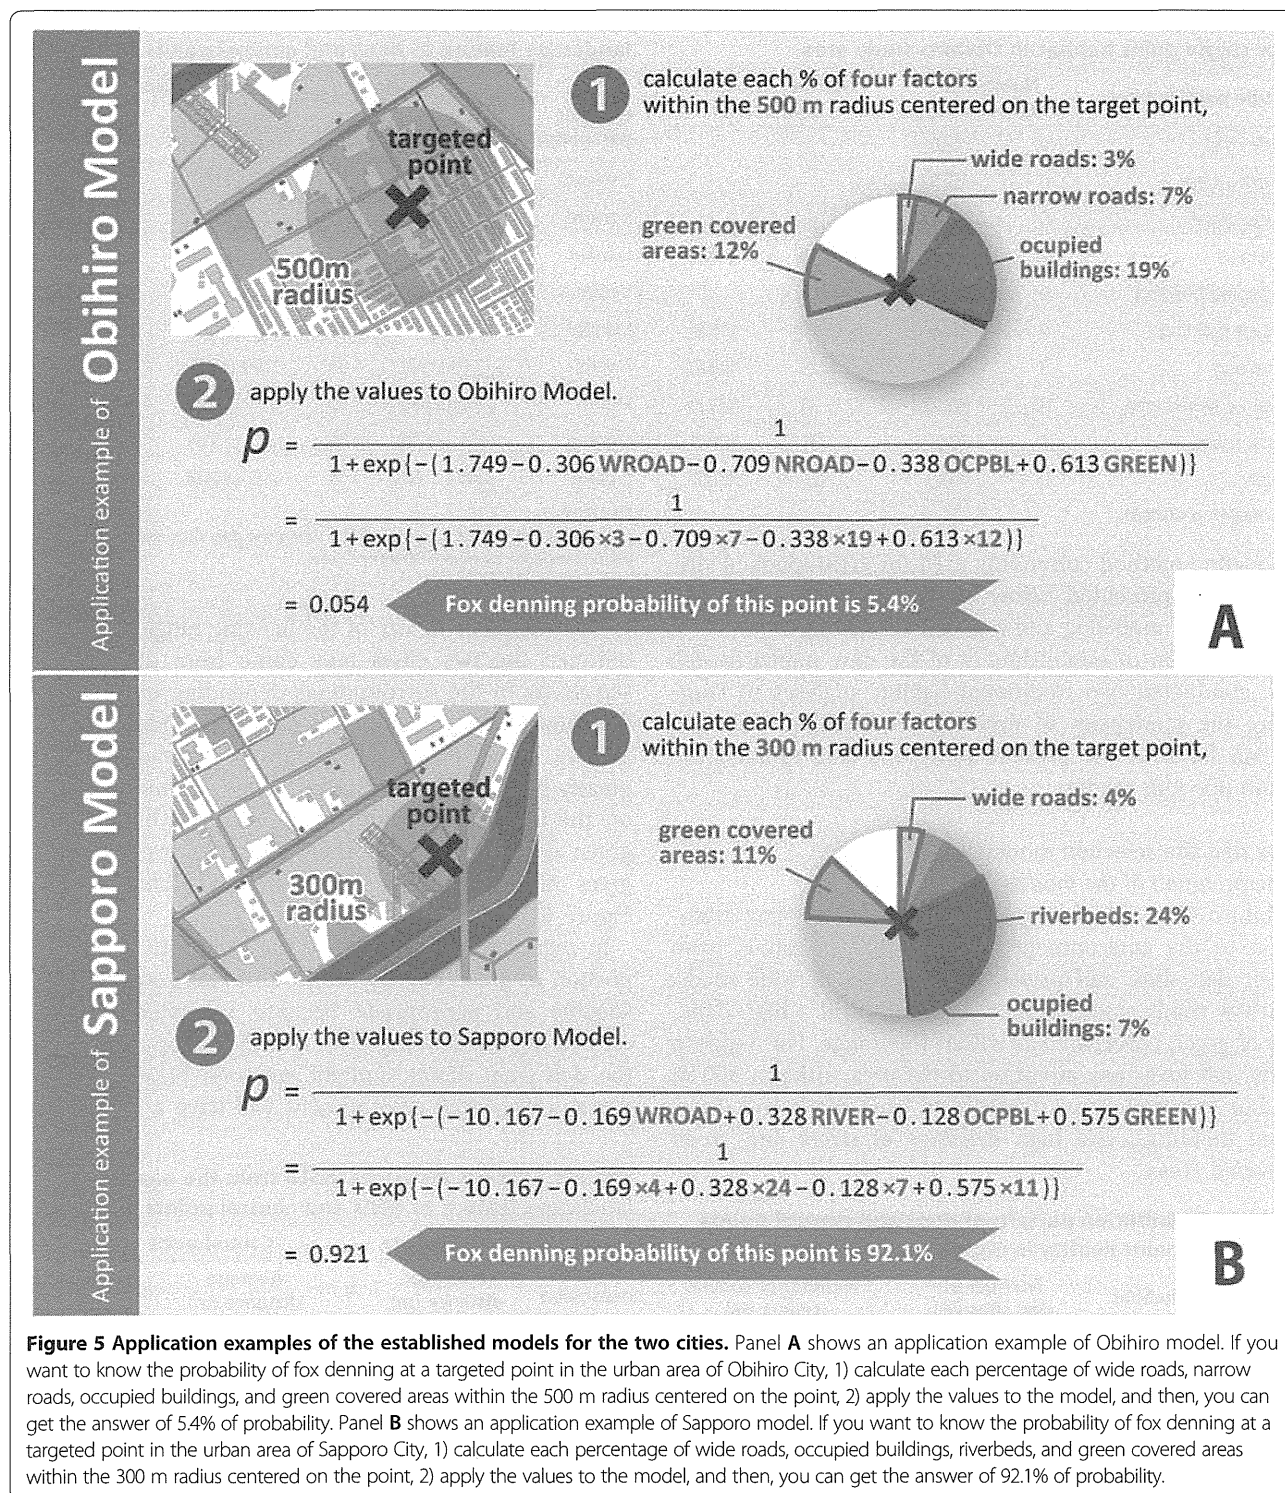 Application example of Obihiro Model
targeted
point
500m
radius
1
calculate each % of four factors
within the 500 m radius centered on the target point,
wide roads: 3%
narrow roads: 7%
green covered
areas: 12%
ocupied
buildings: 19%
2
apply the values to Obihiro Model.
p = 1
1+exp{-(1.749-0.306 WROAD-0.709 NROAD-0.338 OCPBL+0.613 GREEN)}
= 1
1+exp{-(1.749-0.306×3-0.709×7-0.338×19+0.613×12)}
= 0.054 Fox denning probability of this point is 5.4%
A
Application example of Sapporo Model
targeted
point
300m
radius
1
calculate each % of four factors
within the 300 m radius centered on the target point,
wide roads: 4%
green covered
areas: 11%
riverbeds: 24%
ocupied
buildings: 7%
2
apply the values to Sapporo Model.
p = 1
1+exp{-(-10.167-0.169 WROAD+0.328 RIVER-0.128 OCPBL+0.575 GREEN)}
= 1
1+exp{-(-10.167-0.169×4+0.328×24-0.128×7+0.575×11)}
= 0.921 Fox denning probability of this point is 92.1%
B
Figure 5 Application examples of the established models for the two cities. Panel A shows an application example of Obihiro model. If you
want to know the probability of fox denning at a targeted point in the urban area of Obihiro City, 1) calculate each percentage of wide roads, narrow
roads, occupied buildings, and green covered areas within the 500 m radius centered on the point, 2) apply the values to the model, and then, you can
get the answer of 5.4% of probability. Panel B shows an application example of Sapporo model. If you want to know the probability of fox denning at a
targeted point in the urban area of Sapporo City, 1) calculate each percentage of wide roads, occupied buildings, riverbeds, and green covered areas
within the 300 m radius centered on the point, 2) apply the values to the model, and then, you can get the answer of 92.1% of probability.